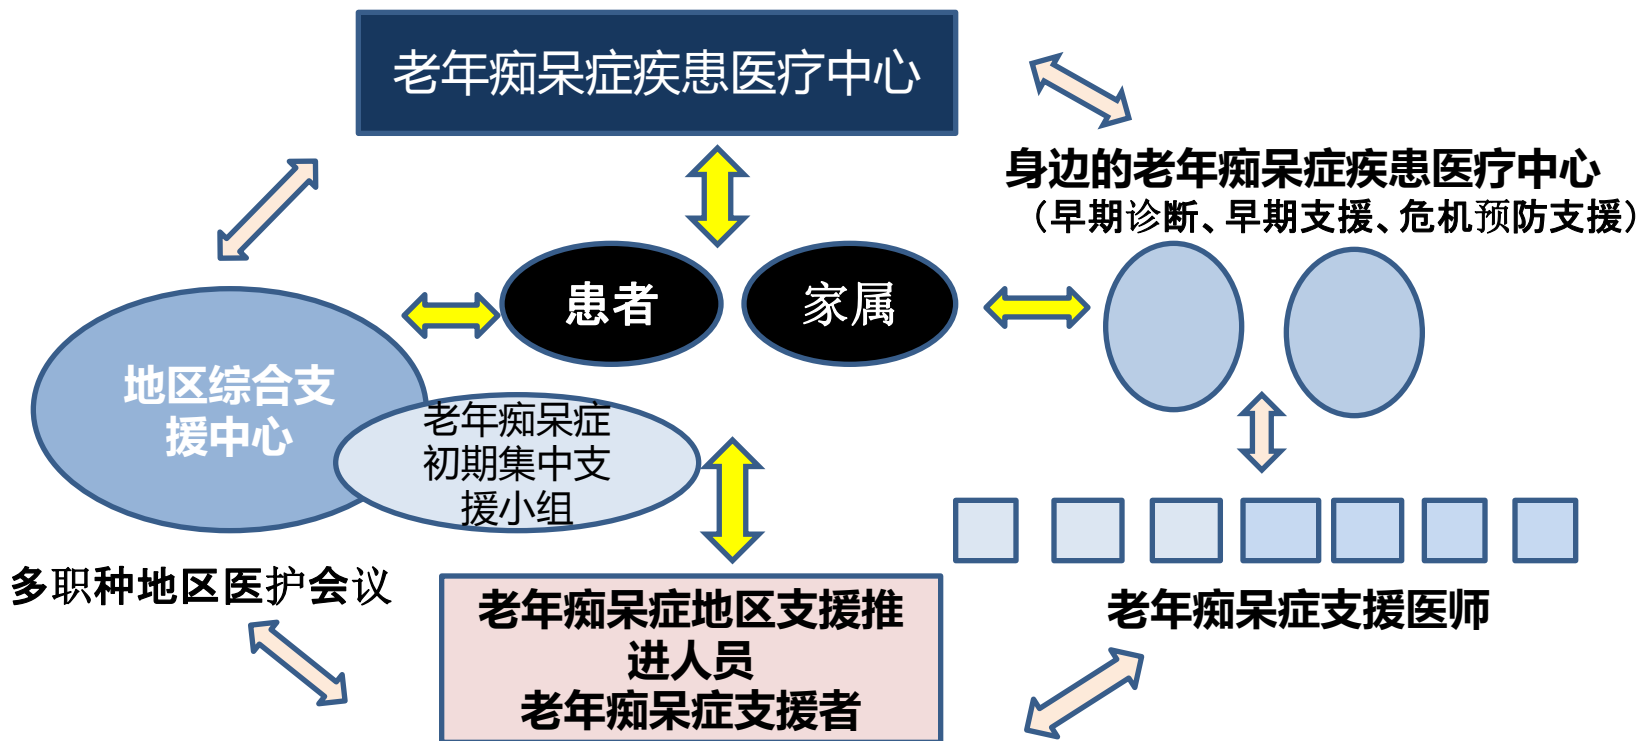 老年痴呆症疾患医疗中心
身边的老年痴呆症疾患医疗中心
（早期诊断、早期支援、危机预防支援）
患者
家属
地区综合支
援中心
老年痴呆症
初期集中支
援小组
多职种地区医护会议
老年痴呆症地区支援推
进人员
老年痴呆症支援者
老年痴呆症支援医师